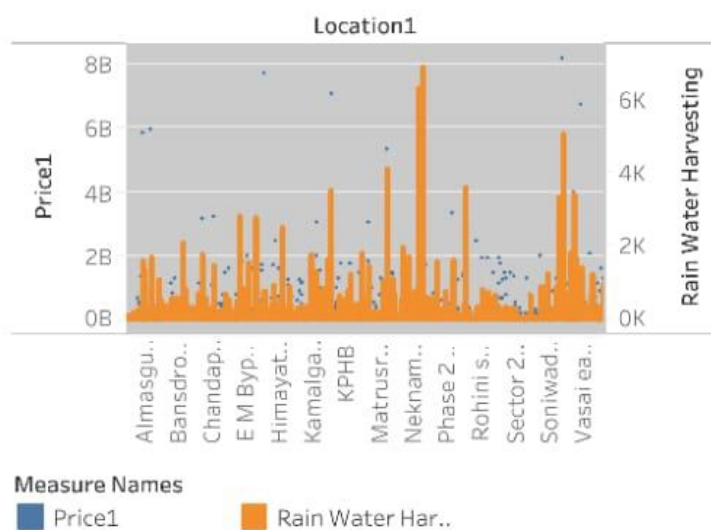 Location1
8B
6B
4B
2B
0B
Price1
6K
4K
2K
0K
Rain Water Harvesting
Almasgu..
Bansdro..
Chandap..
E M Byp..
Himayat..
Kamalga..
KPHB
Matrusr..
Neknam..
Phase 2 ..
Rohini s..
Sector 2..
Soniwad..
Vasai ea..
Measure Names
Price1
Rain Water Har..